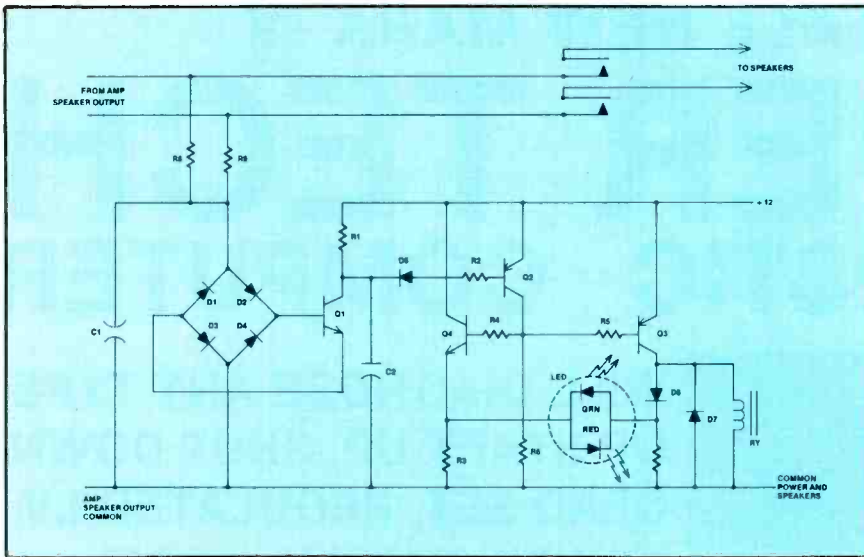 FROM AMP
SPEAKER OUTPUT
TO SPEAKERS
R8 R9
+12
R1
D5 R2
Q2
D1 D2
Q1
C1
D3 D4
Q4 R4 R5 Q3
C2
LED
D6
GRN
D7
RED
RY
R3 R6
AMP
SPEAKER OUTPUT
COMMON
COMMON
POWER AND
SPEAKERS